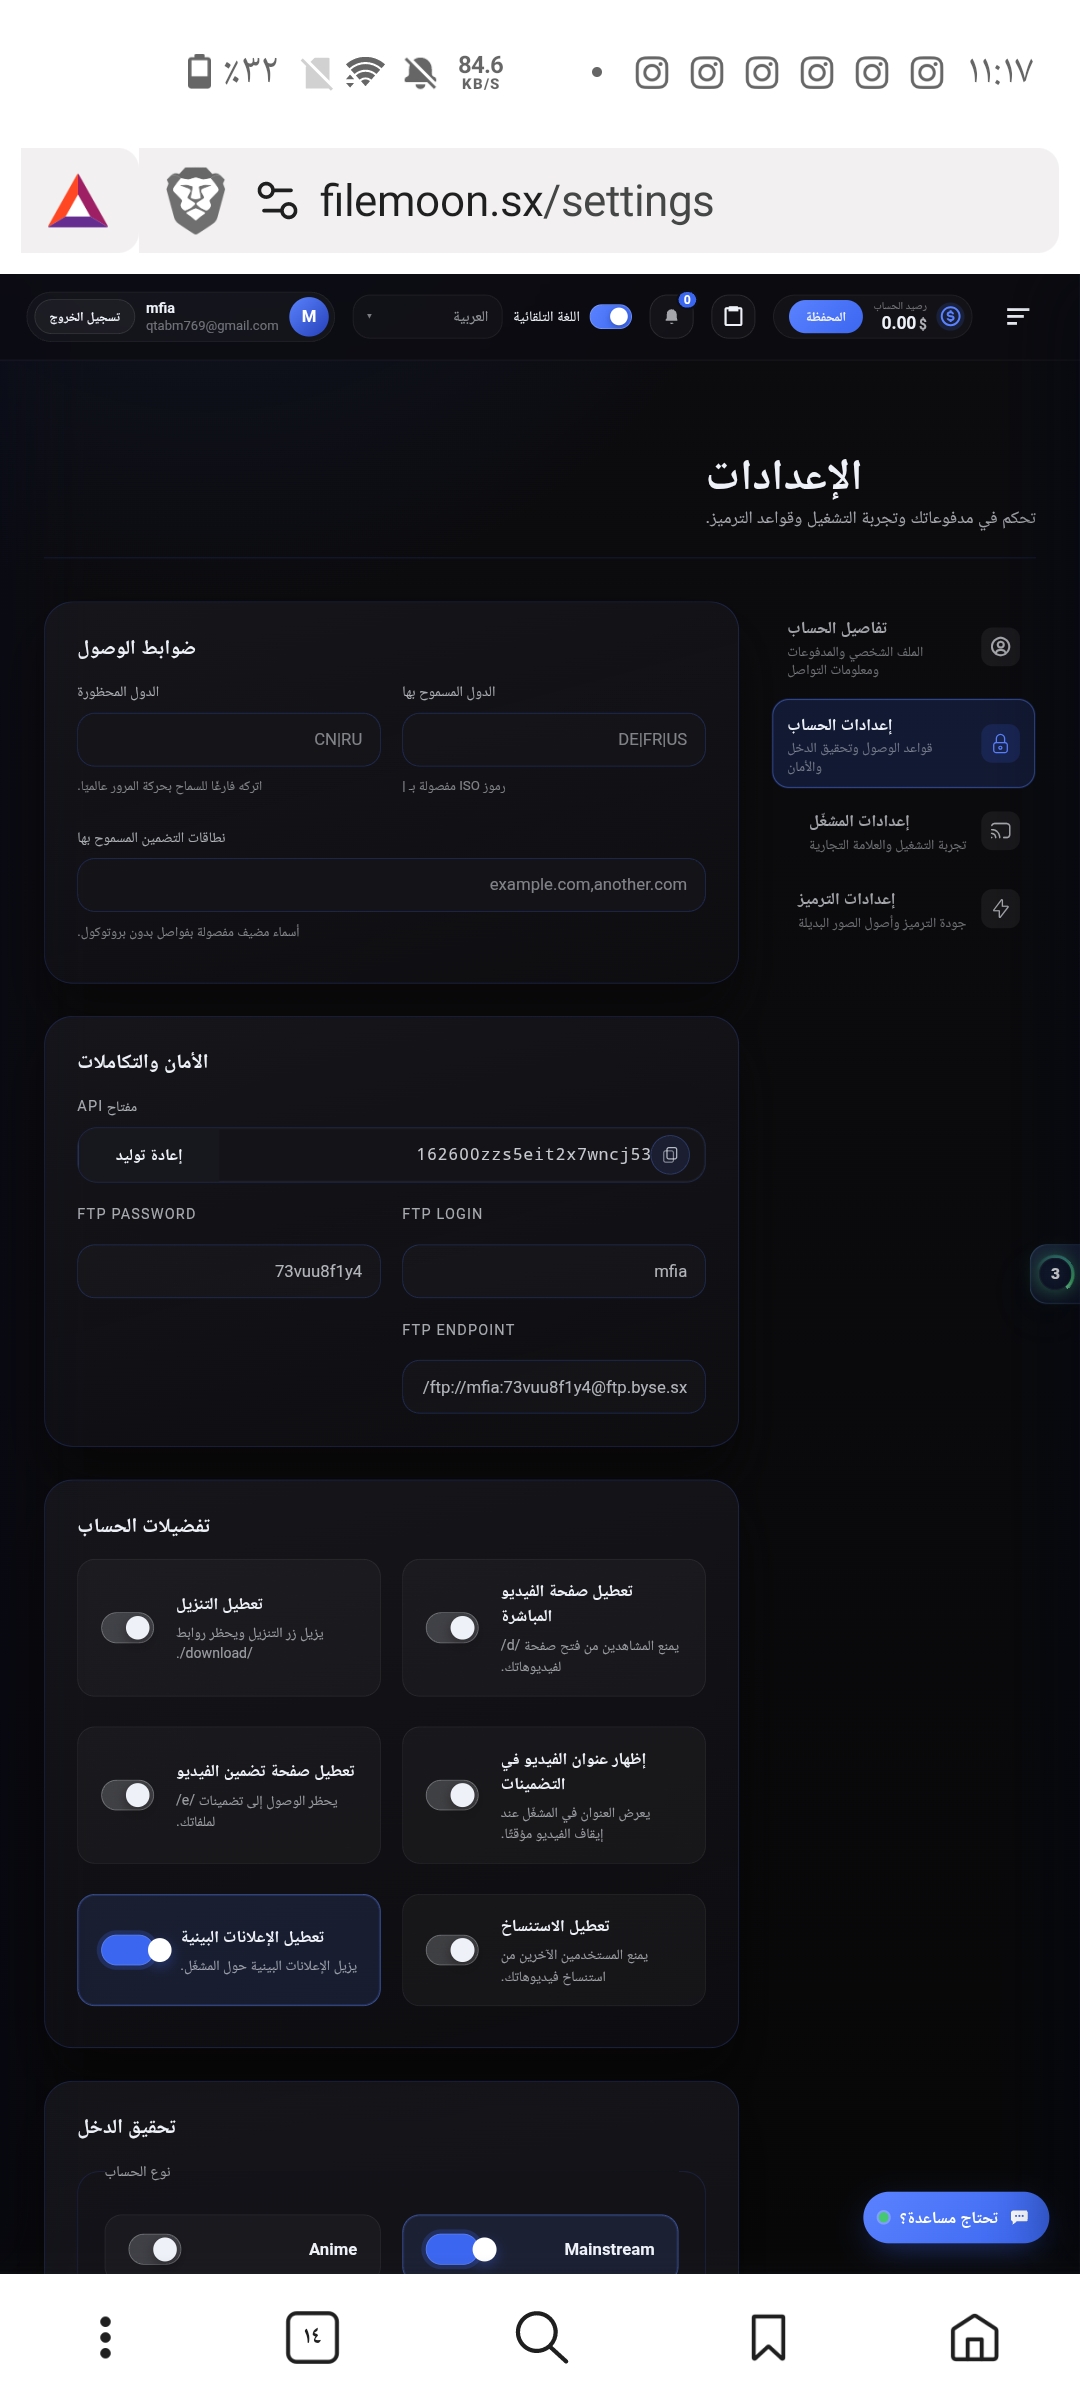 ١١:١٧
84.6
KB/S
٪٣٢
filemoon.sx/settings
رصيد الحساب
0.00 $
المحفظة
0
اللغة التلقائية
العربية
M
mfia
qtabm769@gmail.com
تسجيل الخروج
الإعدادات
تحكم في مدفوعاتك وتجربة التشغيل وقواعد الترميز.
تفاصيل الحساب
الملف الشخصي والمدفوعات
ومعلومات التواصل
إعدادات الحساب
قواعد الوصول وتحقيق الدخل
والأمان
إعدادات المشغّل
تجربة التشغيل والعلامة التجارية
إعدادات الترميز
جودة الترميز وأصول الصور البديلة
ضوابط الوصول
الدول المسموح بها
DE|FR|US
رموز ISO مفصولة بـ |
الدول المحظورة
CN|RU
اتركه فارغًا للسماح بحركة المرور عالميًا.
نطاقات التضمين المسموح بها
example.com,another.com
أسماء مضيف مفصولة بفواصل بدون بروتوكول.
الأمان والتكاملات
مفتاح API
162600zzs5eit2x7wncj53
إعادة توليد
FTP LOGIN
mfia
FTP PASSWORD
73vuu8f1y4
FTP ENDPOINT
/ftp://mfia:73vuu8f1y4@ftp.byse.sx
3
تفضيلات الحساب
تعطيل صفحة الفيديو
المباشرة
يمنع المشاهدين من فتح صفحة /d/
لفيديوهاتك.
تعطيل التنزيل
يزيل زر التنزيل ويحظر روابط
/download/.
إظهار عنوان الفيديو في
التضمينات
يعرض العنوان في المشغّل عند
إيقاف الفيديو مؤقتًا.
تعطيل صفحة تضمين الفيديو
يحظر الوصول إلى تضمينات /e/
لملفاتك.
تعطيل الاستنساخ
يمنع المستخدمين الآخرين من
استنساخ فيديوهاتك.
تعطيل الإعلانات البينية
يزيل الإعلانات البينية حول المشغّل.
تحقيق الدخل
نوع الحساب
Mainstream
Anime
تحتاج مساعدة؟
١٤